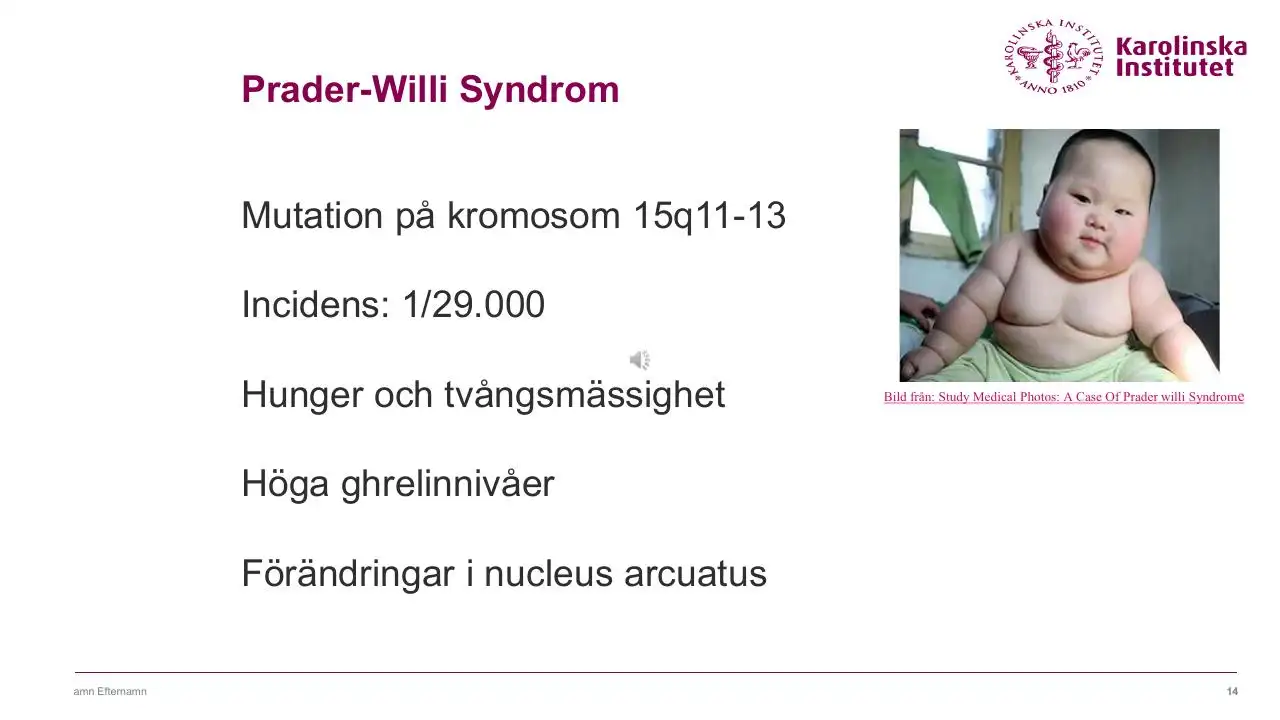 KAROLINSKA INSTITUTET
ANNO 1810
Karolinska
Institutet
Prader-Willi Syndrom
Mutation på kromosom 15q11-13
Incidens: 1/29.000
Hunger och tvångsmässighet
Höga ghrelinnivåer
Förändringar i nucleus arcuatus
Bild från: Study Medical Photos: A Case Of Prader willi Syndrome
amn Efternamn
14